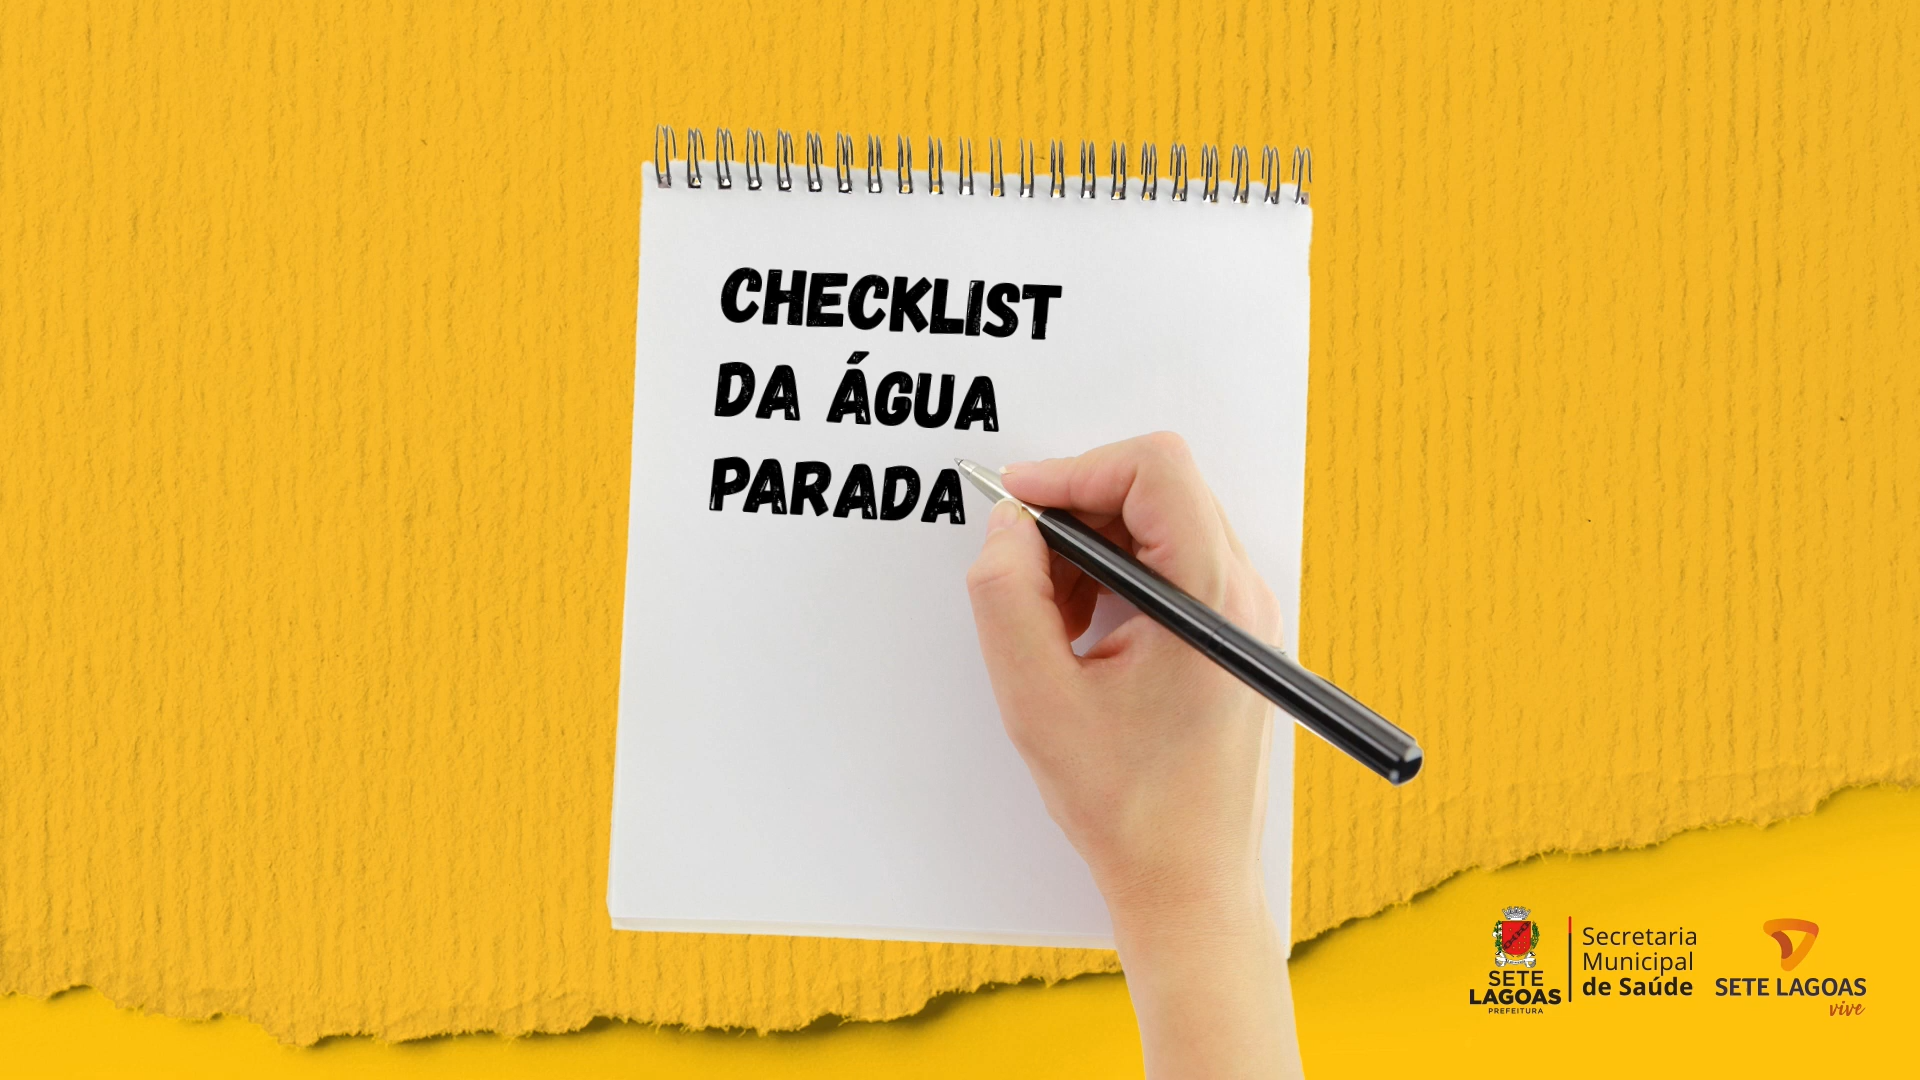 CHECKLIST
DA ÁGUA
PARADA
SETE
LAGOAS
PREFEITURA
Secretaria
Municipal
de Saúde
SETE LAGOAS
vive